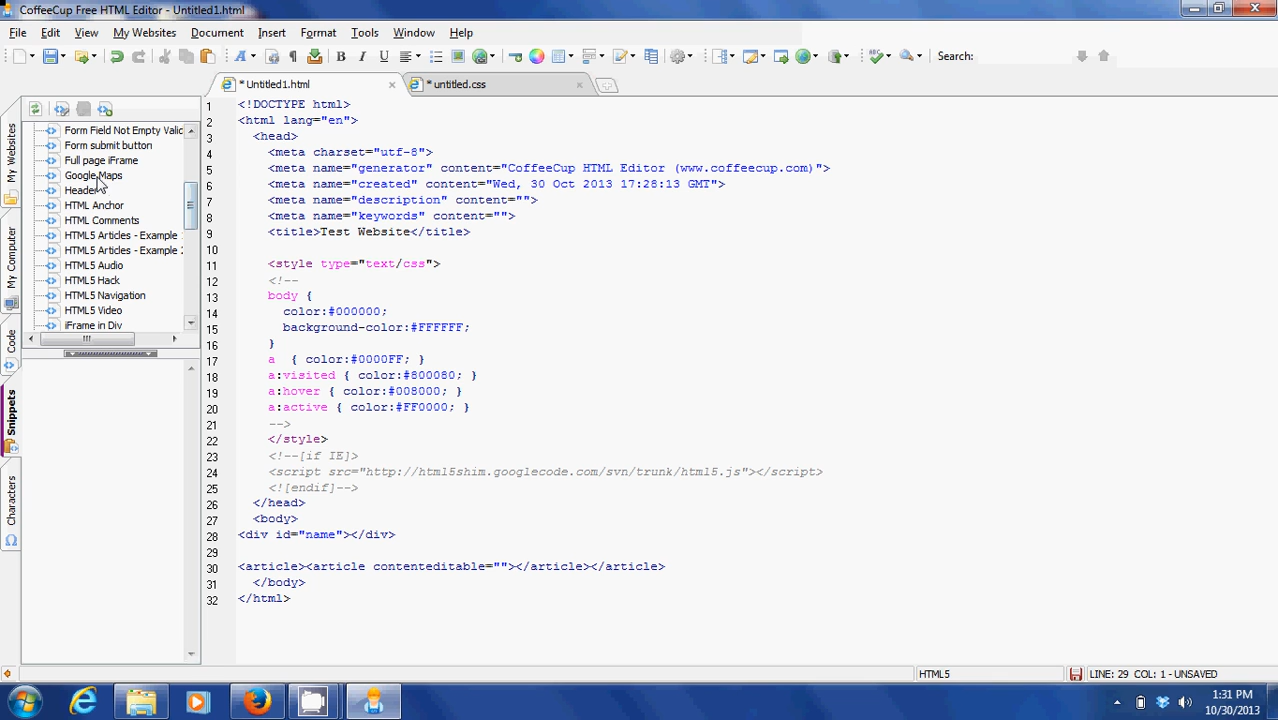 CoffeeCup Free HTML Editor - Untitled1.html
File Edit View My Websites Document Insert Format Tools Window Help
Search:
* Untitled1.html
* untitled.css
My Websites
My Computer
Code
Snippets
Characters
Form Field Not Empty Valid
Form submit button
Full page iFrame
Google Maps
Headers
HTML Anchor
HTML Comments
HTML5 Articles - Example
HTML5 Articles - Example 2
HTML5 Audio
HTML5 Hack
HTML5 Navigation
HTML5 Video
iFrame in Div
1 <!DOCTYPE html>
2 <html lang="en">
3 <head>
4 <meta charset="utf-8">
5 <meta name="generator" content="CoffeeCup HTML Editor (www.coffeecup.com)">
6 <meta name="created" content="Wed, 30 Oct 2013 17:28:13 GMT">
7 <meta name="description" content="">
8 <meta name="keywords" content="">
9 <title>Test Website</title>
10
11 <style type="text/css">
12 <!--
13 body {
14 color:#000000;
15 background-color:#FFFFFF;
16 }
17 a { color:#0000FF; }
18 a:visited { color:#800080; }
19 a:hover { color:#008000; }
20 a:active { color:#FF0000; }
21 -->
22 </style>
23 <!--[if IE]>
24 <script src="http://html5shim.googlecode.com/svn/trunk/html5.js"></script>
25 <![endif]-->
26 </head>
27 <body>
28 <div id="name"></div>
29
30 <article><article contenteditable=""></article></article>
31 </body>
32 </html>
HTML5
LINE: 29 COL: 1 - UNSAVED
1:31 PM
10/30/2013